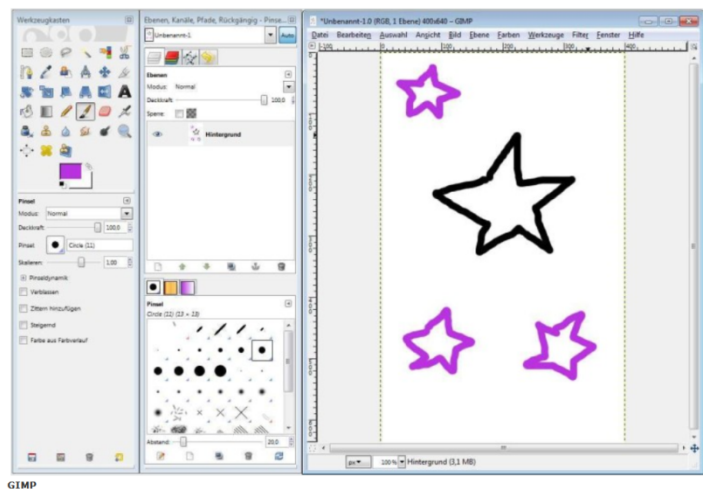 Werkzeugkasten
Pinsel
Modus: Normal
Deckkraft: 100,0
Pinsel Circle (11)
Skalieren: 1,00
Pinseldynamik
Verblassen
Zittern hinzufügen
Steigernd
Farbe aus Farbverlauf
Ebenen, Kanäle, Pfade, Rückgängig - Pinse...
Unbenannt-1
Auto
Ebenen
Modus: Normal
Deckkraft 100,0
Sperre:
Hintergrund
Pinsel
Circle (11) (13 × 13)
Abstand: 20,0
*Unbenannt-1.0 (RGB, 1 Ebene) 400x640 – GIMP
Datei Bearbeiten Auswahl Ansicht Bild Ebene Farben Werkzeuge Filter Fenster Hilfe
px 100% Hintergrund (3,1 MB)
GIMP